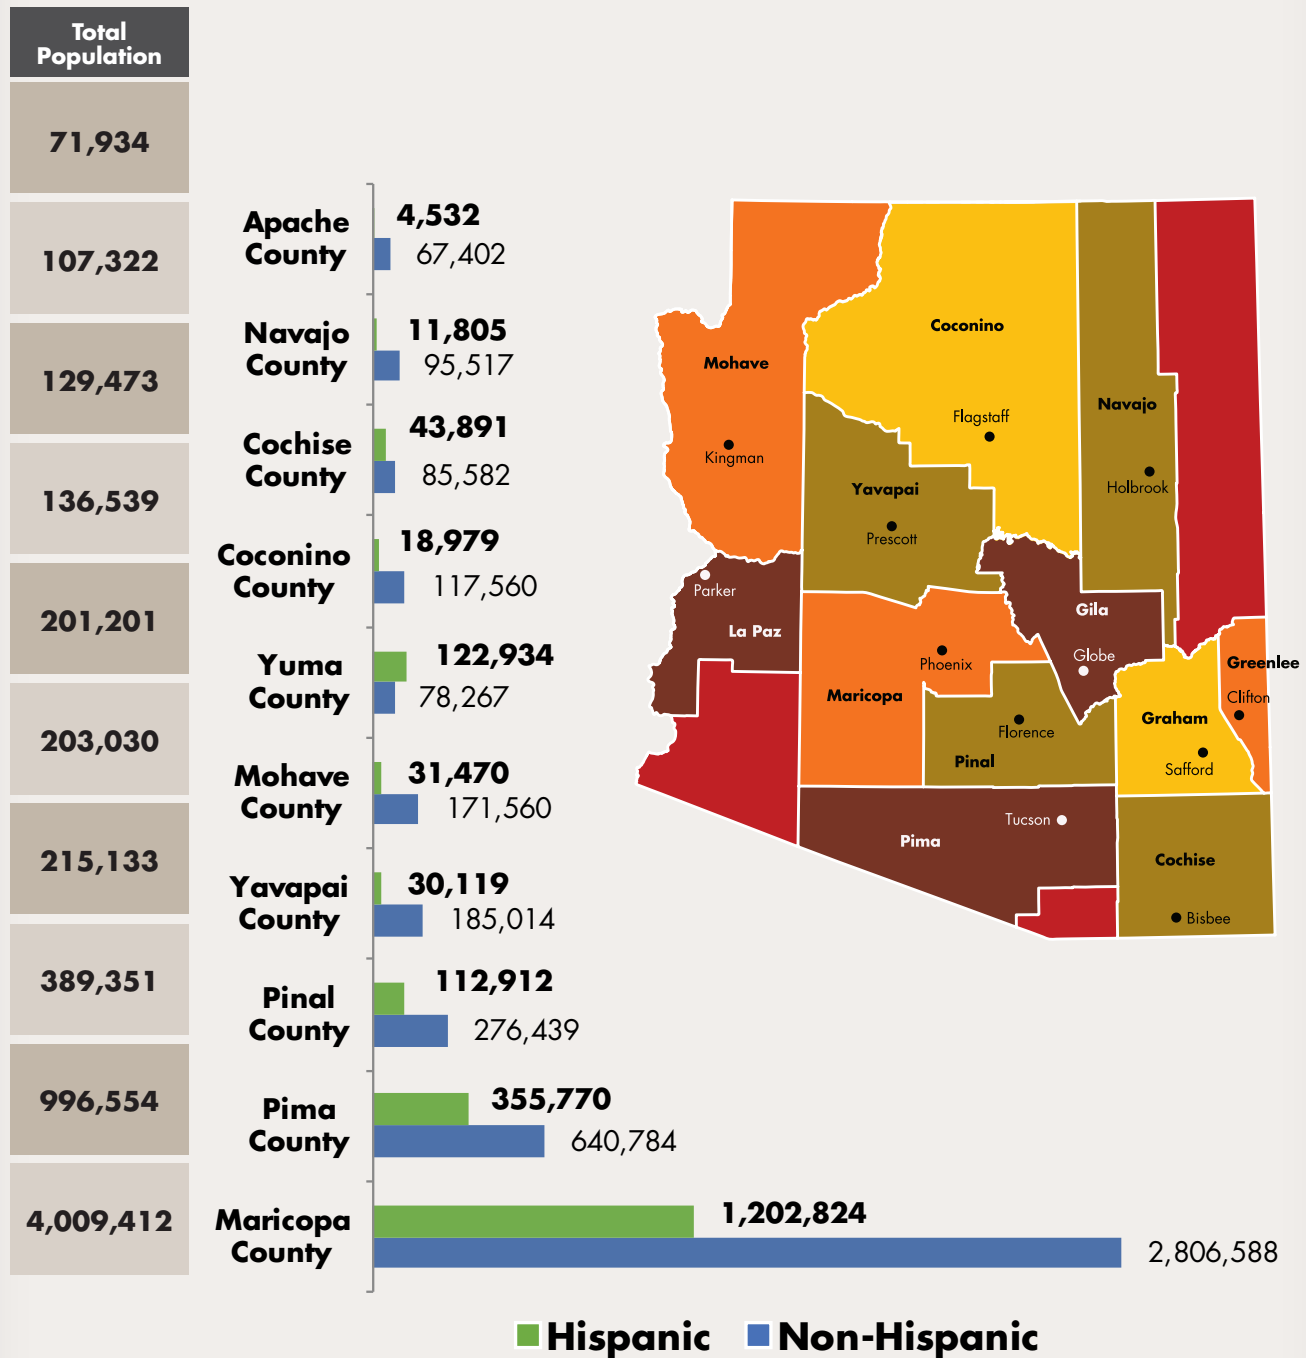 Total
Population
71,934
107,322
129,473
136,539
201,201
203,030
215,133
389,351
996,554
4,009,412
Apache
County
4,532
67,402
Navajo
County
11,805
95,517
Cochise
County
43,891
85,582
Coconino
County
18,979
117,560
Yuma
County
122,934
78,267
Mohave
County
31,470
171,560
Yavapai
County
30,119
185,014
Pinal
County
112,912
276,439
Pima
County
355,770
640,784
Maricopa
County
1,202,824
2,806,588
Coconino
Mohave
Navajo
Flagstaff
Kingman
Yavapai
Holbrook
Prescott
Parker
Gila
La Paz
Globe
Phoenix
Greenlee
Maricopa
Clifton
Graham
Florence
Pinal
Safford
Tucson
Pima
Cochise
Bisbee
Hispanic Non-Hispanic